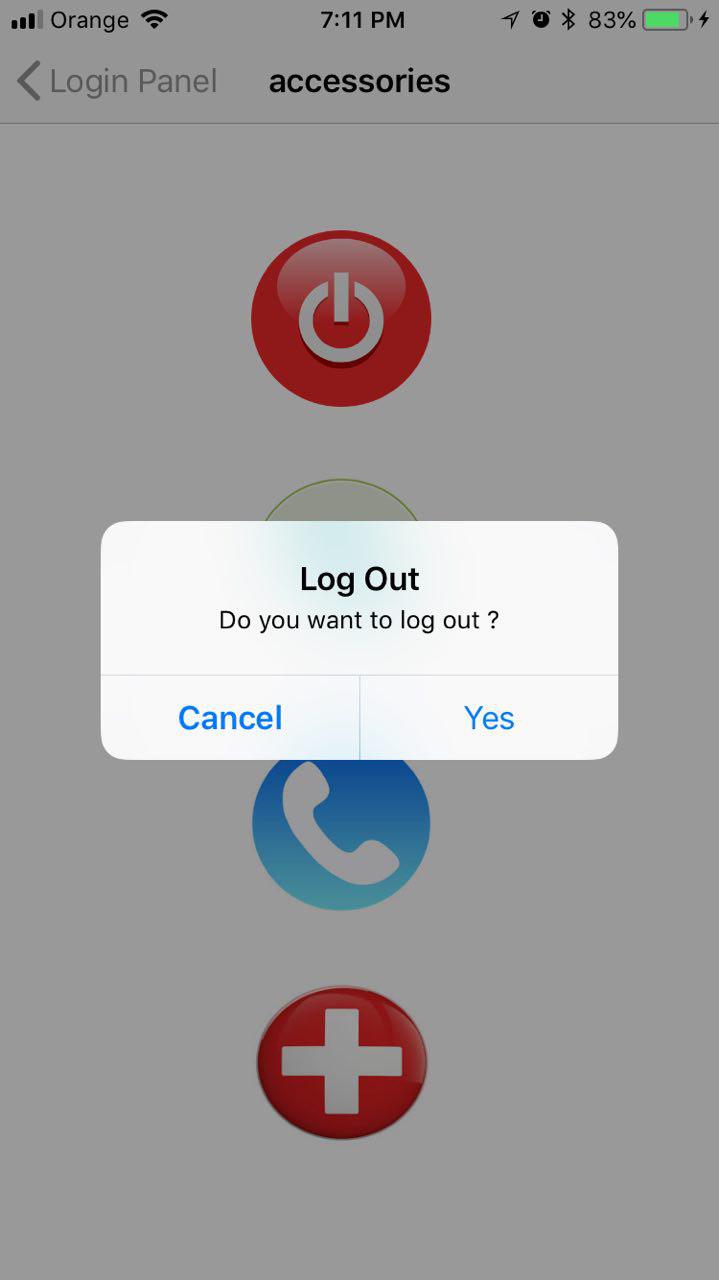 Orange 7:11 PM 83%
Login Panel accessories
Log Out
Do you want to log out ?
Cancel Yes